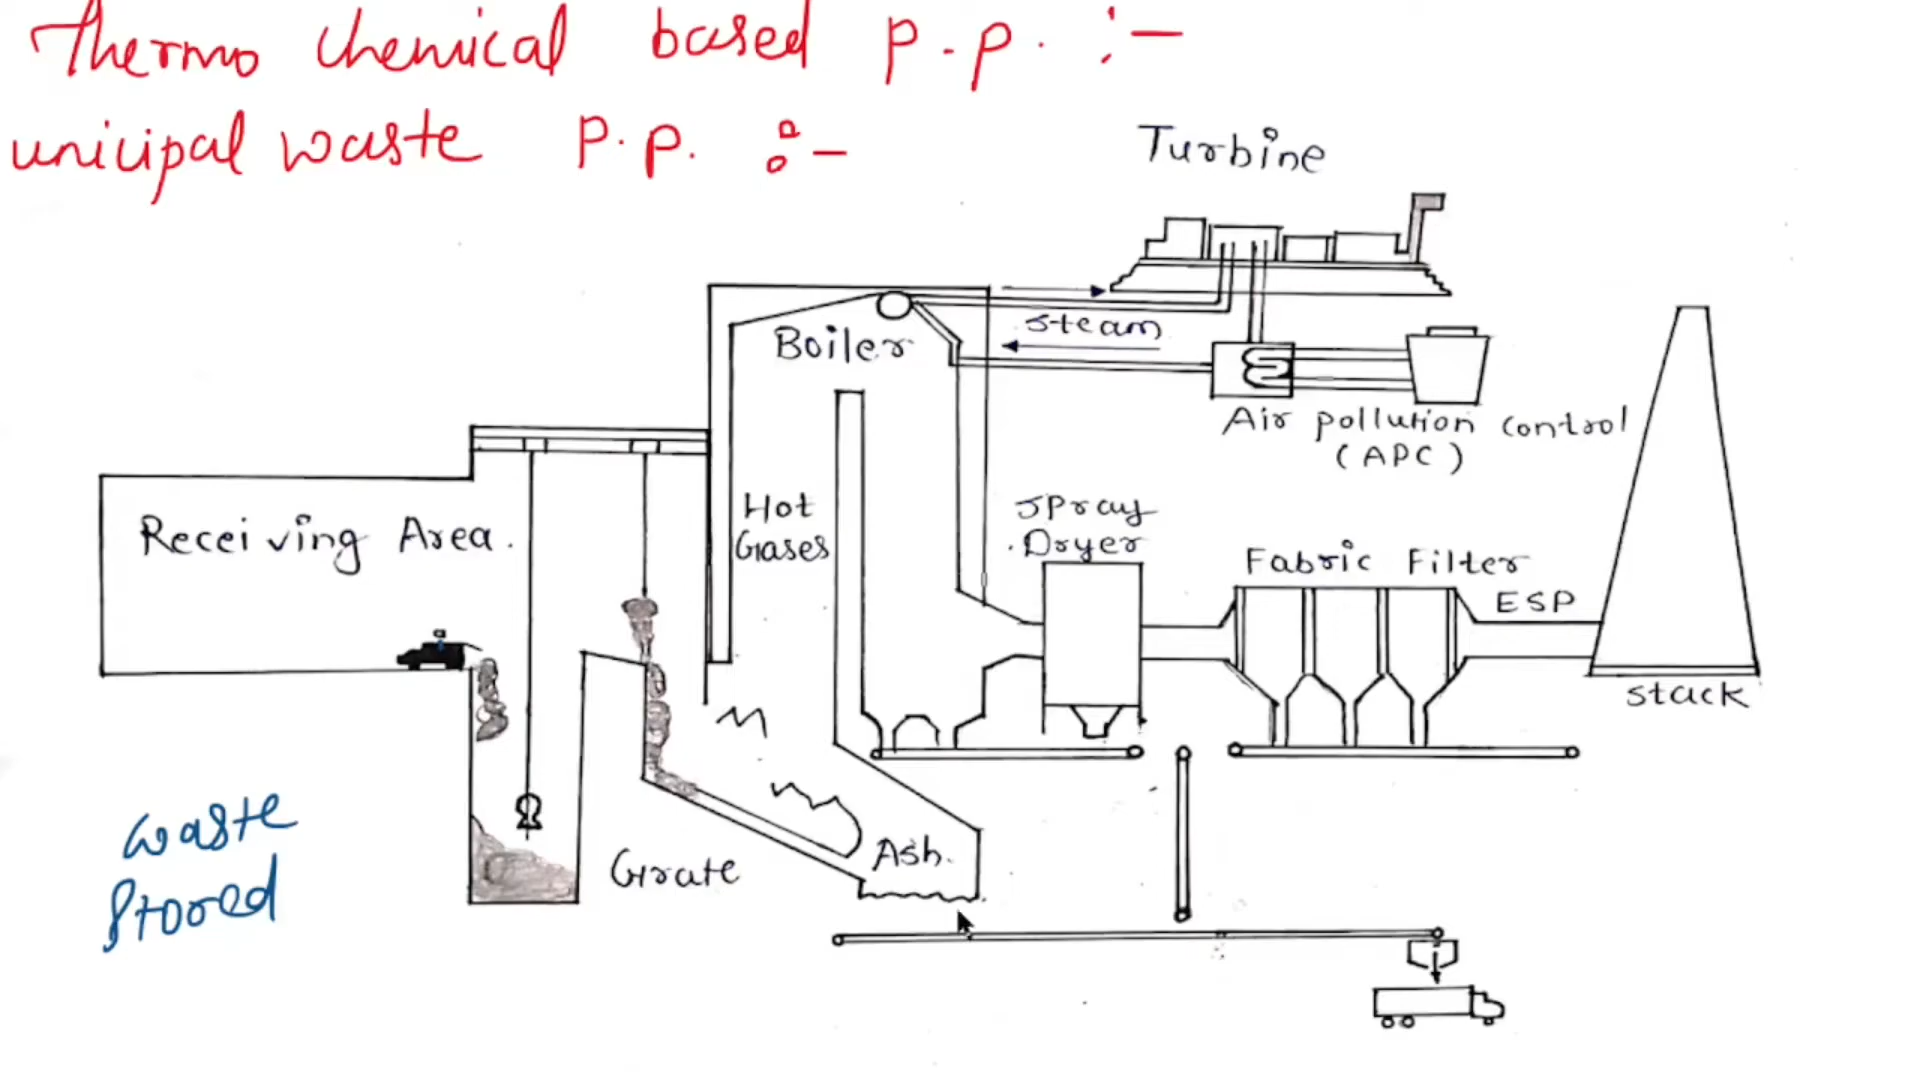 Thermo chemical based P.P. :-
unicipal waste P.P. :-
Turbine
Boiler
steam
Air pollution control
(APC)
Receiving Area.
Hot
Gases
Spray
Dryer
Fabric Filter
ESP
stack
waste
stored
Grate
Ash.